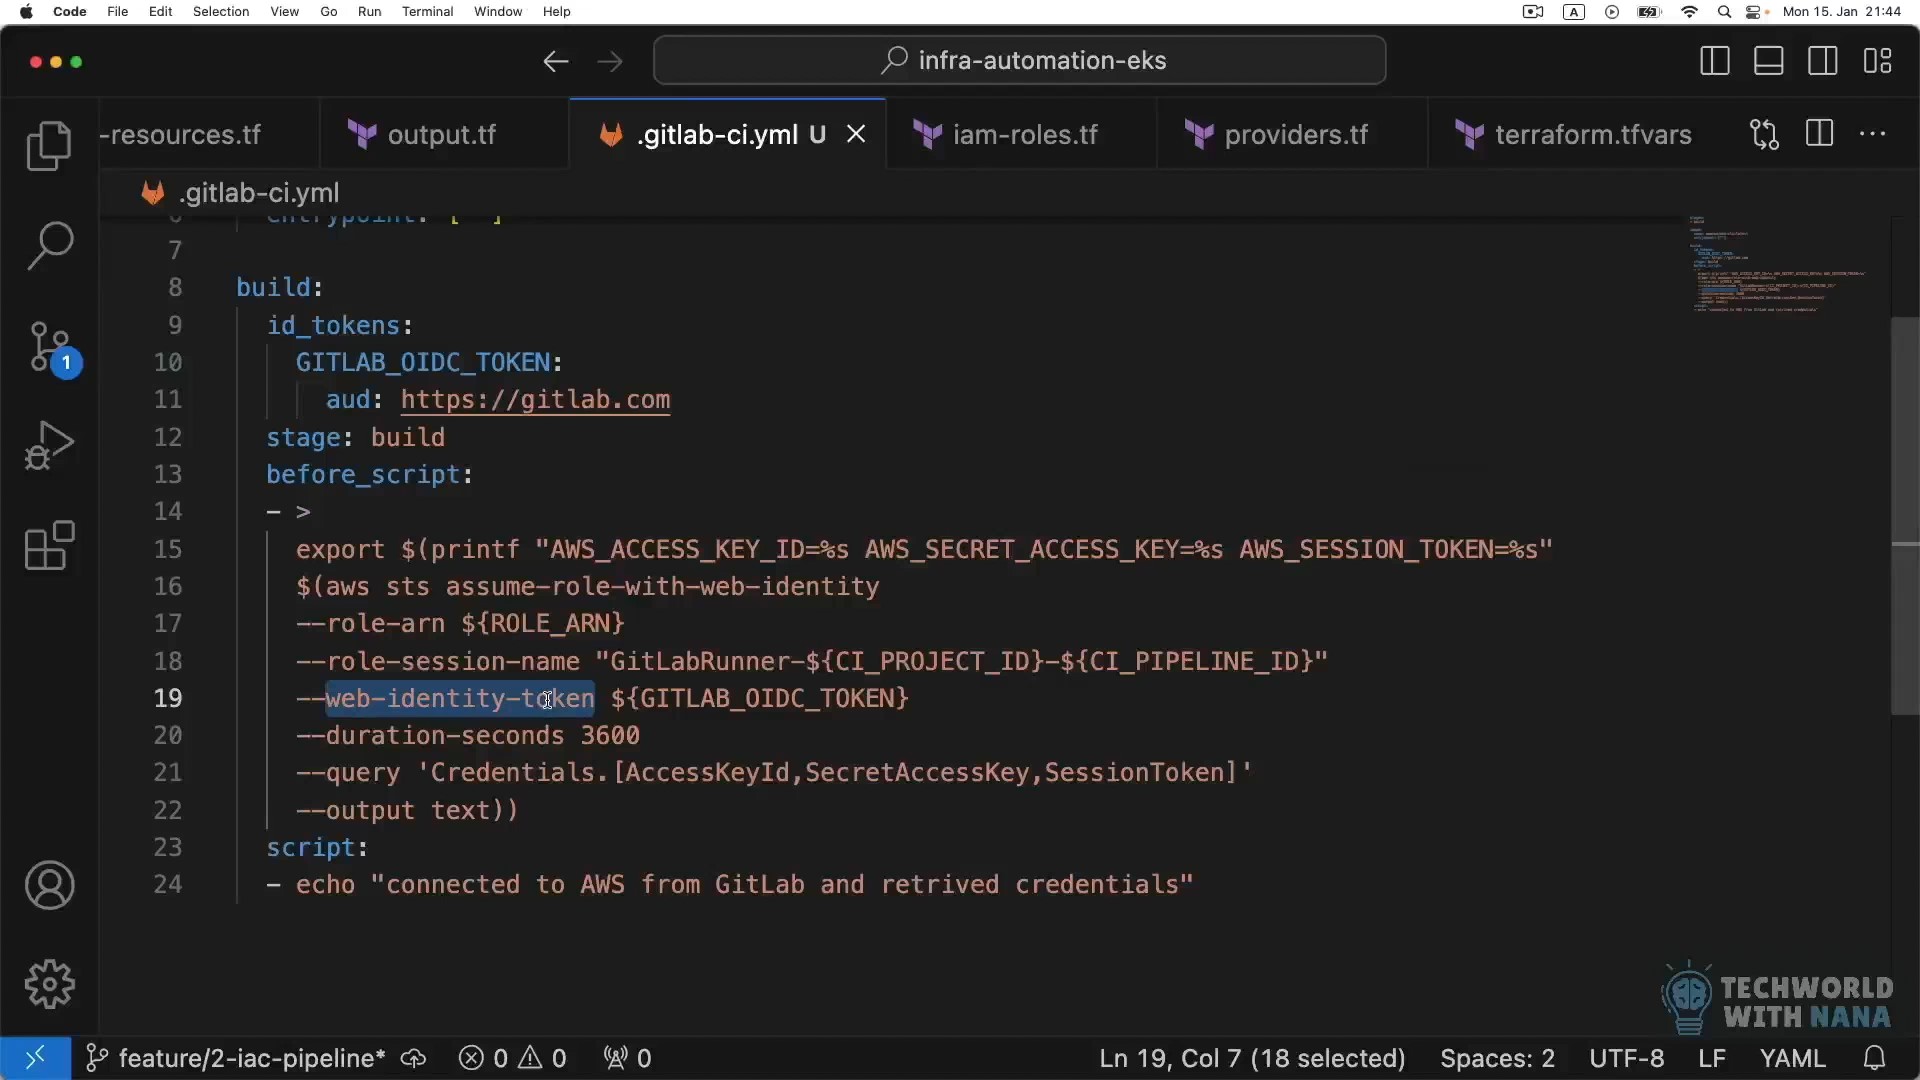 Code File Edit Selection View Go Run Terminal Window Help
A
Mon 15. Jan 21:44
infra-automation-eks
-resources.tf output.tf .gitlab-ci.yml U iam-roles.tf providers.tf terraform.tfvars
.gitlab-ci.yml
6 entrypoint: [""]
7
8 build:
9 id_tokens:
10 GITLAB_OIDC_TOKEN:
11 aud: https://gitlab.com
12 stage: build
13 before_script:
14 - >
15 export $(printf "AWS_ACCESS_KEY_ID=%s AWS_SECRET_ACCESS_KEY=%s AWS_SESSION_TOKEN=%s"
16 $(aws sts assume-role-with-web-identity
17 --role-arn ${ROLE_ARN}
18 --role-session-name "GitLabRunner-${CI_PROJECT_ID}-${CI_PIPELINE_ID}"
19 --web-identity-token ${GITLAB_OIDC_TOKEN}
20 --duration-seconds 3600
21 --query 'Credentials.[AccessKeyId,SecretAccessKey,SessionToken]'
22 --output text))
23 script:
24 - echo "connected to AWS from GitLab and retrived credentials"
1
TECHWORLD
WITH NANA
feature/2-iac-pipeline* 0 0 0 Ln 19, Col 7 (18 selected) Spaces: 2 UTF-8 LF YAML